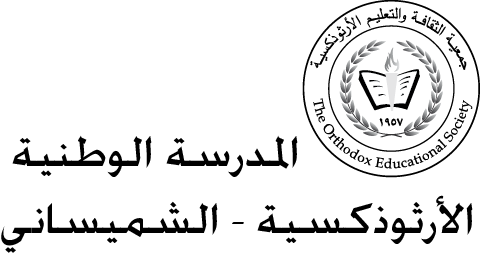 جمعية الثقافة والتعليم الأرثوذكسية
١٩٥٧
The Orthodox Educational Society
المدرسة الوطنية
الأرثوذكسية - الشميساني